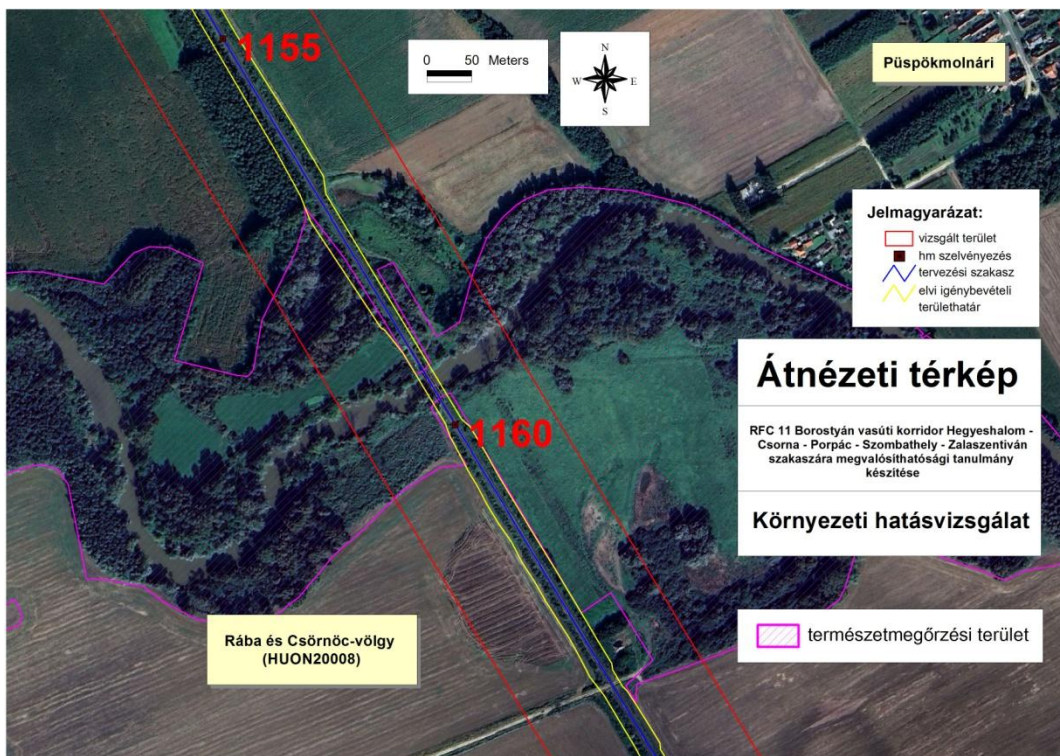 1155
0 50 Meters
N
W E
S
Püspökmolnári
Jelmagyarázat:
vizsgált terület
hm szelvényezés
tervezési szakasz
elvi igénybevételi
területhatár
1160
Átnézeti térkép
RFC 11 Borostyán vasúti korridor Hegyeshalom -
Csorna - Porpác - Szombathely - Zalaszentiván
szakaszára megvalósíthatósági tanulmány
készítése
Környezeti hatásvizsgálat
természetmegőrzési terület
Rába és Csörnöc-völgy
(HUON20008)